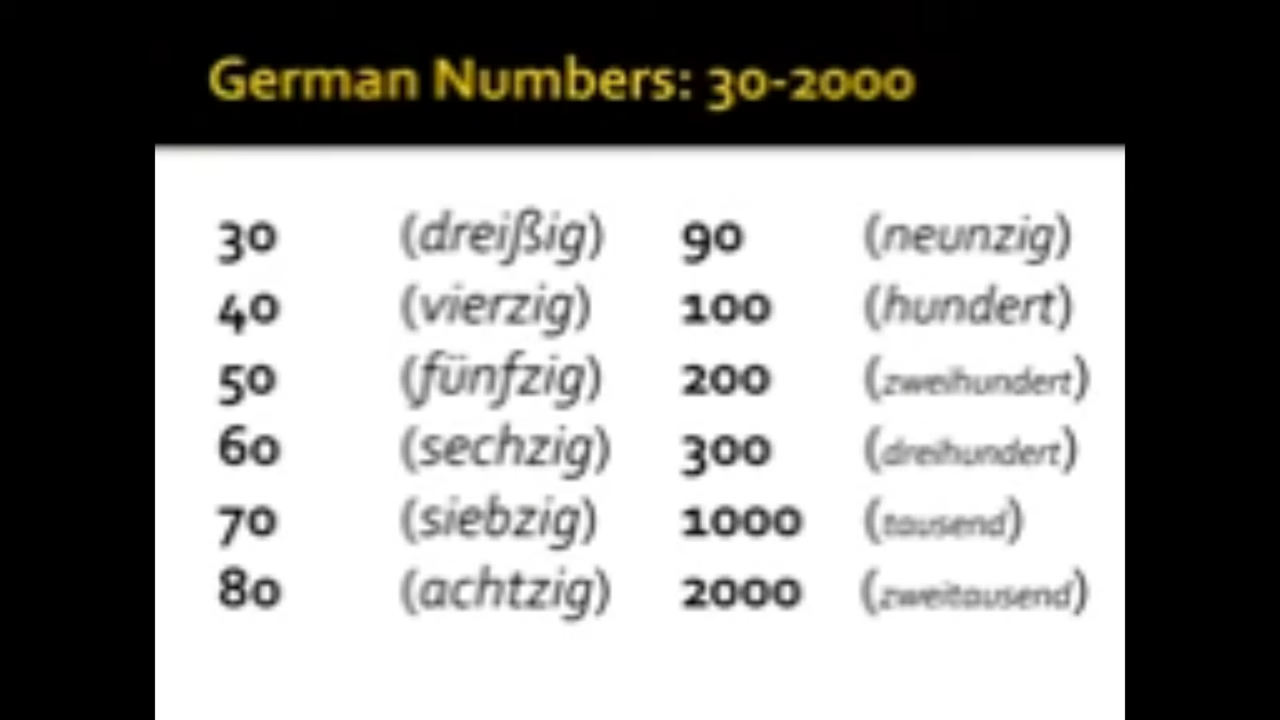 German Numbers: 30-2000
30 (dreißig) 90 (neunzig)
40 (vierzig) 100 (hundert)
50 (fünfzig) 200 (zweihundert)
60 (sechzig) 300 (dreihundert)
70 (siebzig) 1000 (tausend)
80 (achtzig) 2000 (zweitausend)